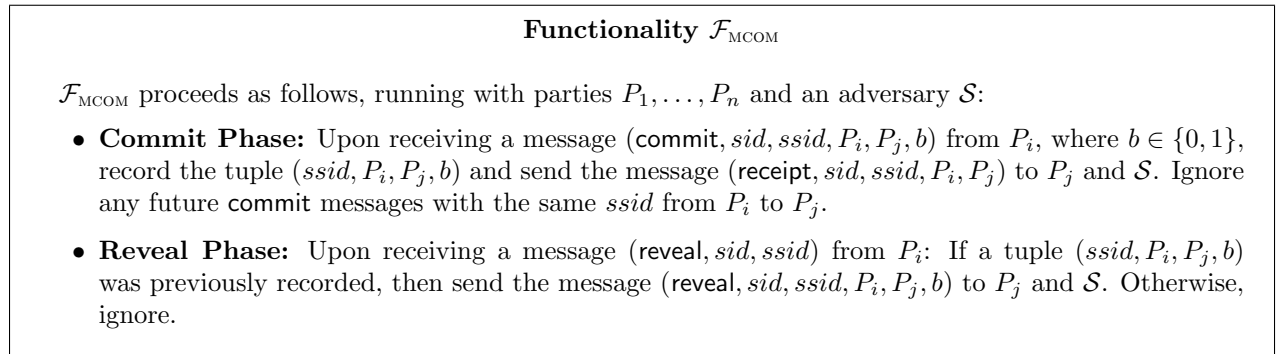 Functionality F_MCOM
F_MCOM proceeds as follows, running with parties P_1, . . . , P_n and an adversary S:
• Commit Phase: Upon receiving a message (commit, sid, ssid, P_i, P_j, b) from P_i, where b ∈ {0, 1},
record the tuple (ssid, P_i, P_j, b) and send the message (receipt, sid, ssid, P_i, P_j) to P_j and S. Ignore
any future commit messages with the same ssid from P_i to P_j.
• Reveal Phase: Upon receiving a message (reveal, sid, ssid) from P_i: If a tuple (ssid, P_i, P_j, b)
was previously recorded, then send the message (reveal, sid, ssid, P_i, P_j, b) to P_j and S. Otherwise,
ignore.